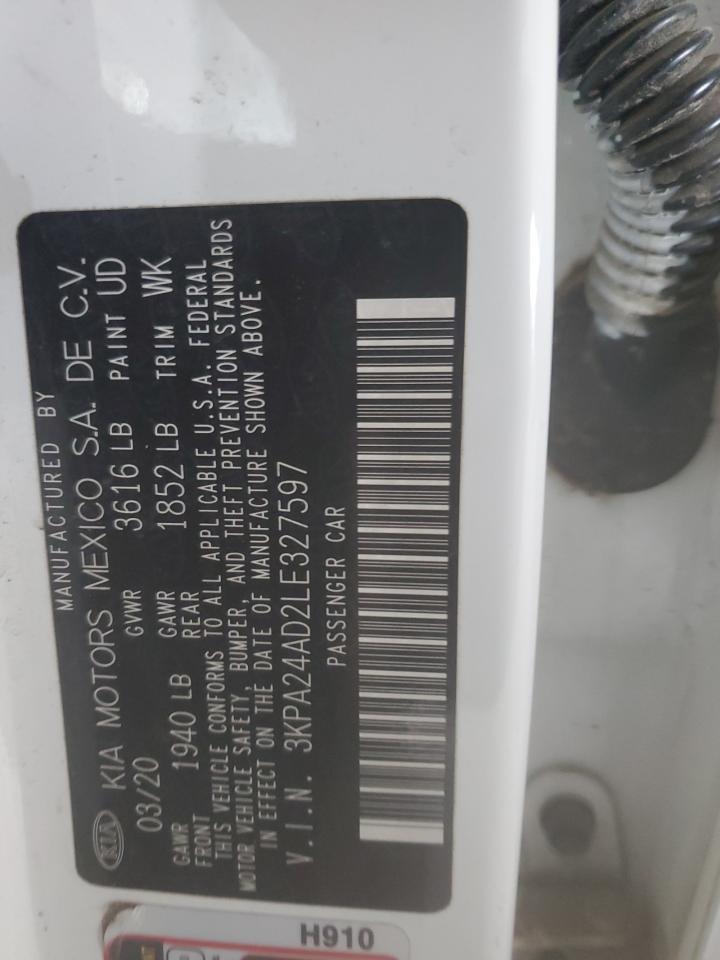 MANUFACTURED BY
KIA KIA MOTORS MEXICO S.A. DE C.V.
03/20 GVWR 3616 LB PAINT UD
GAWR FRONT 1940 LB GAWR REAR 1852 LB TRIM WK
THIS VEHICLE CONFORMS TO ALL APPLICABLE U.S.A. FEDERAL
MOTOR VEHICLE SAFETY, BUMPER, AND THEFT PREVENTION STANDARDS
IN EFFECT ON THE DATE OF MANUFACTURE SHOWN ABOVE.
V.I.N. 3KPA24AD2LE327597
PASSENGER CAR
H910